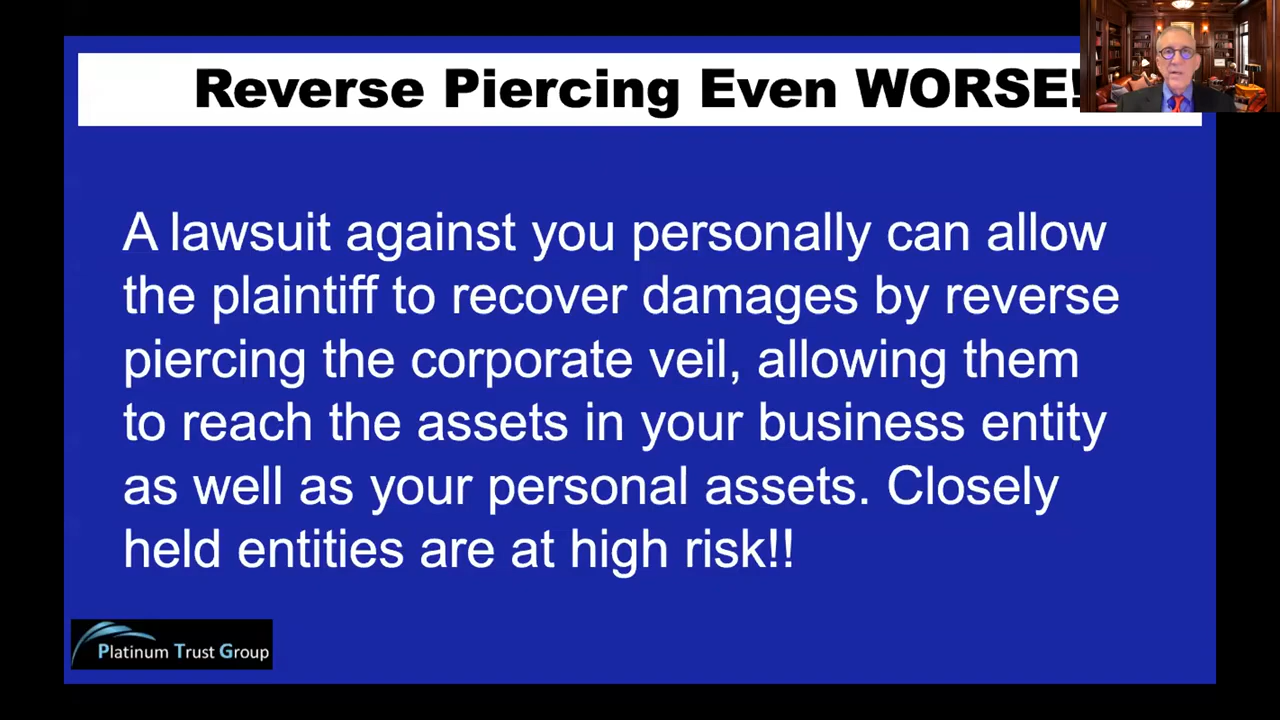 Reverse Piercing Even WORSE!
A lawsuit against you personally can allow
the plaintiff to recover damages by reverse
piercing the corporate veil, allowing them
to reach the assets in your business entity
as well as your personal assets. Closely
held entities are at high risk!!
Platinum Trust Group